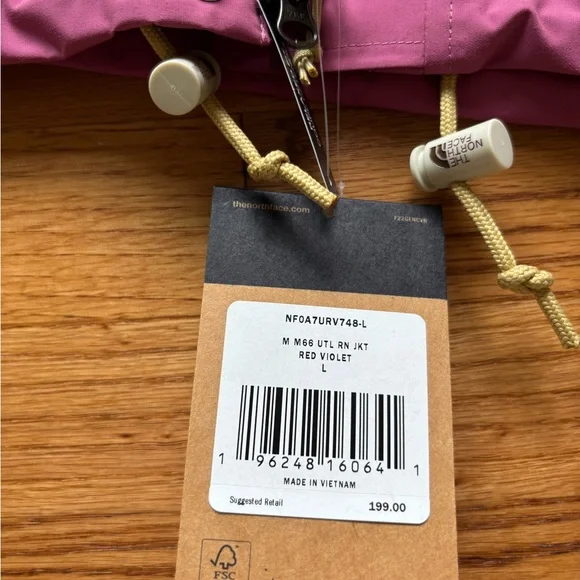 THE
NORTH
FACE
thenorthface.com
NF0A7URV748-L
M M66 UTL RN JKT
RED VIOLET
L
1 96248 16064 1
MADE IN VIETNAM
Suggested Retail 199.00
FSC